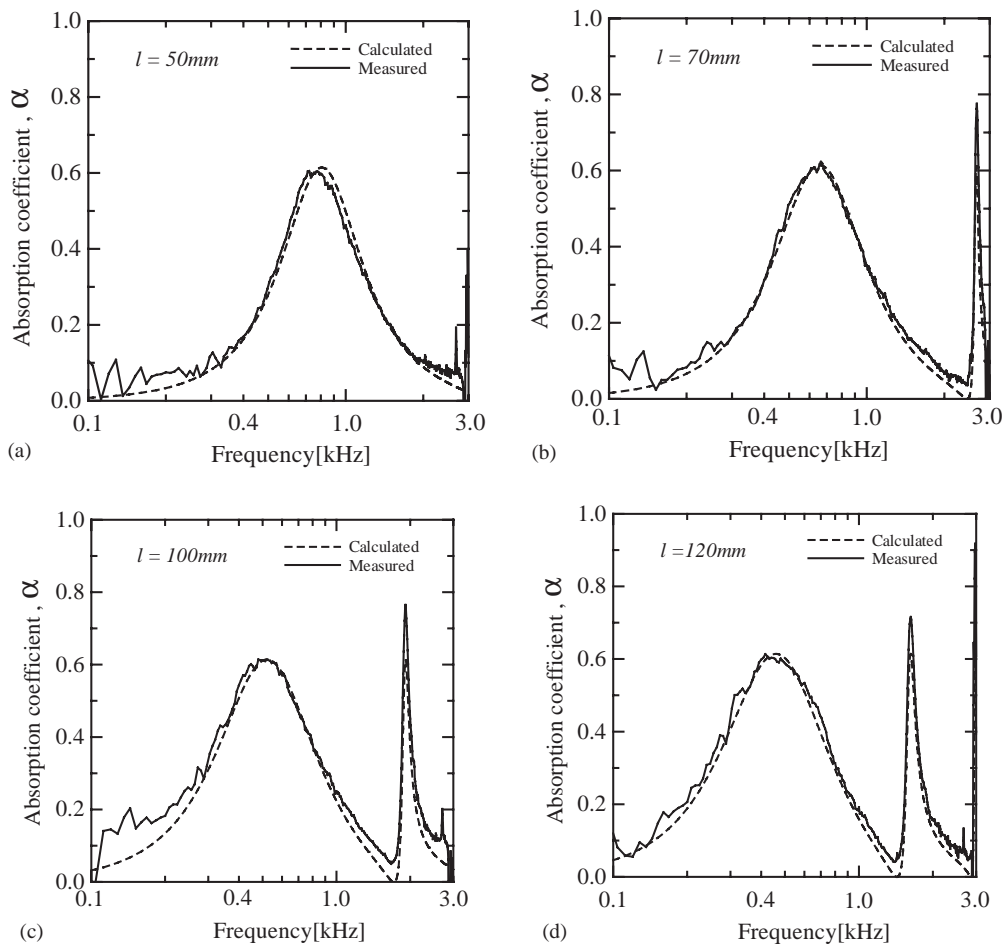 1.0
0.8
0.6
0.4
0.2
0.0
Absorption coefficient , α
l = 50mm
Calculated
Measured
0.1
0.4
1.0
3.0
Frequency[kHz]
(a)
1.0
0.8
0.6
0.4
0.2
0.0
Absorption coefficient , α
l = 70mm
Calculated
Measured
0.1
0.4
1.0
3.0
Frequency[kHz]
(b)
1.0
0.8
0.6
0.4
0.2
0.0
Absorption coefficient , α
l = 100mm
Calculated
Measured
0.1
0.4
1.0
3.0
Frequency[kHz]
(c)
1.0
0.8
0.6
0.4
0.2
0.0
Absorption coefficient , α
l =120mm
Calculated
Measured
0.1
0.4
1.0
3.0
Frequency[kHz]
(d)